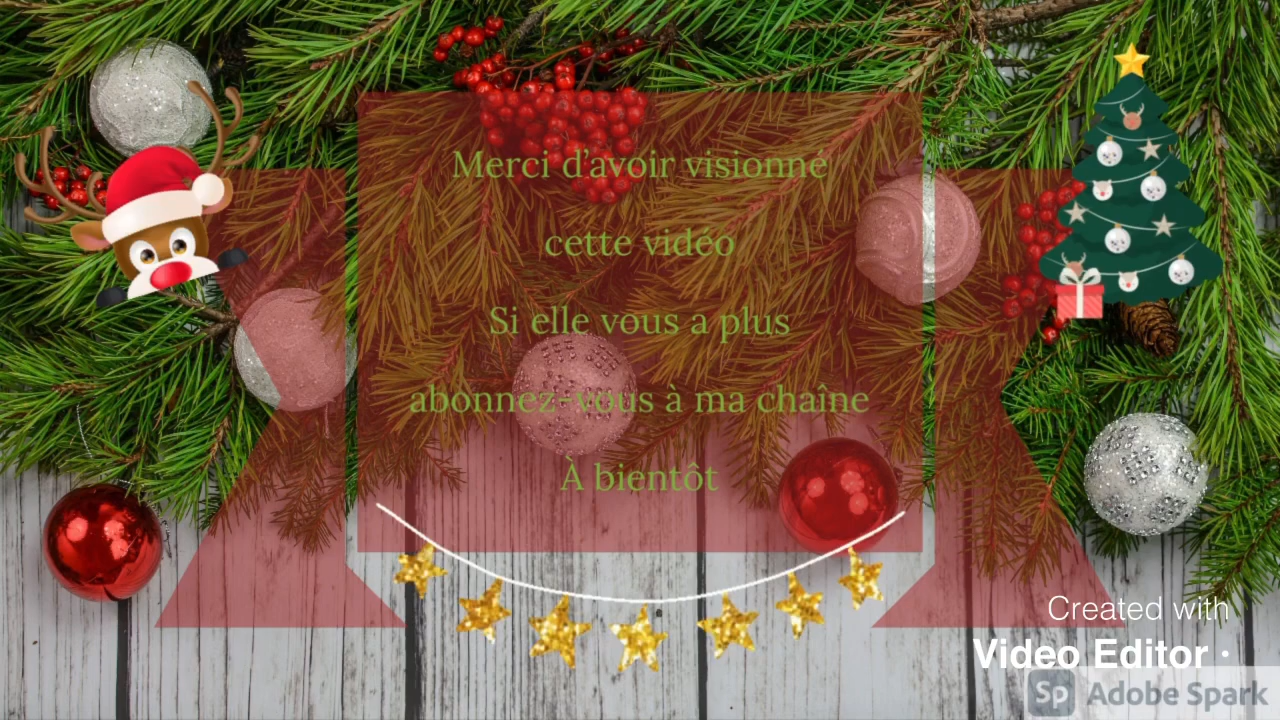 Merci d'avoir visionné
cette vidéo
Si elle vous a plus
abonnez-vous à ma chaîne
À bientôt
Created with
Video Editor ·
Sp Adobe Spark